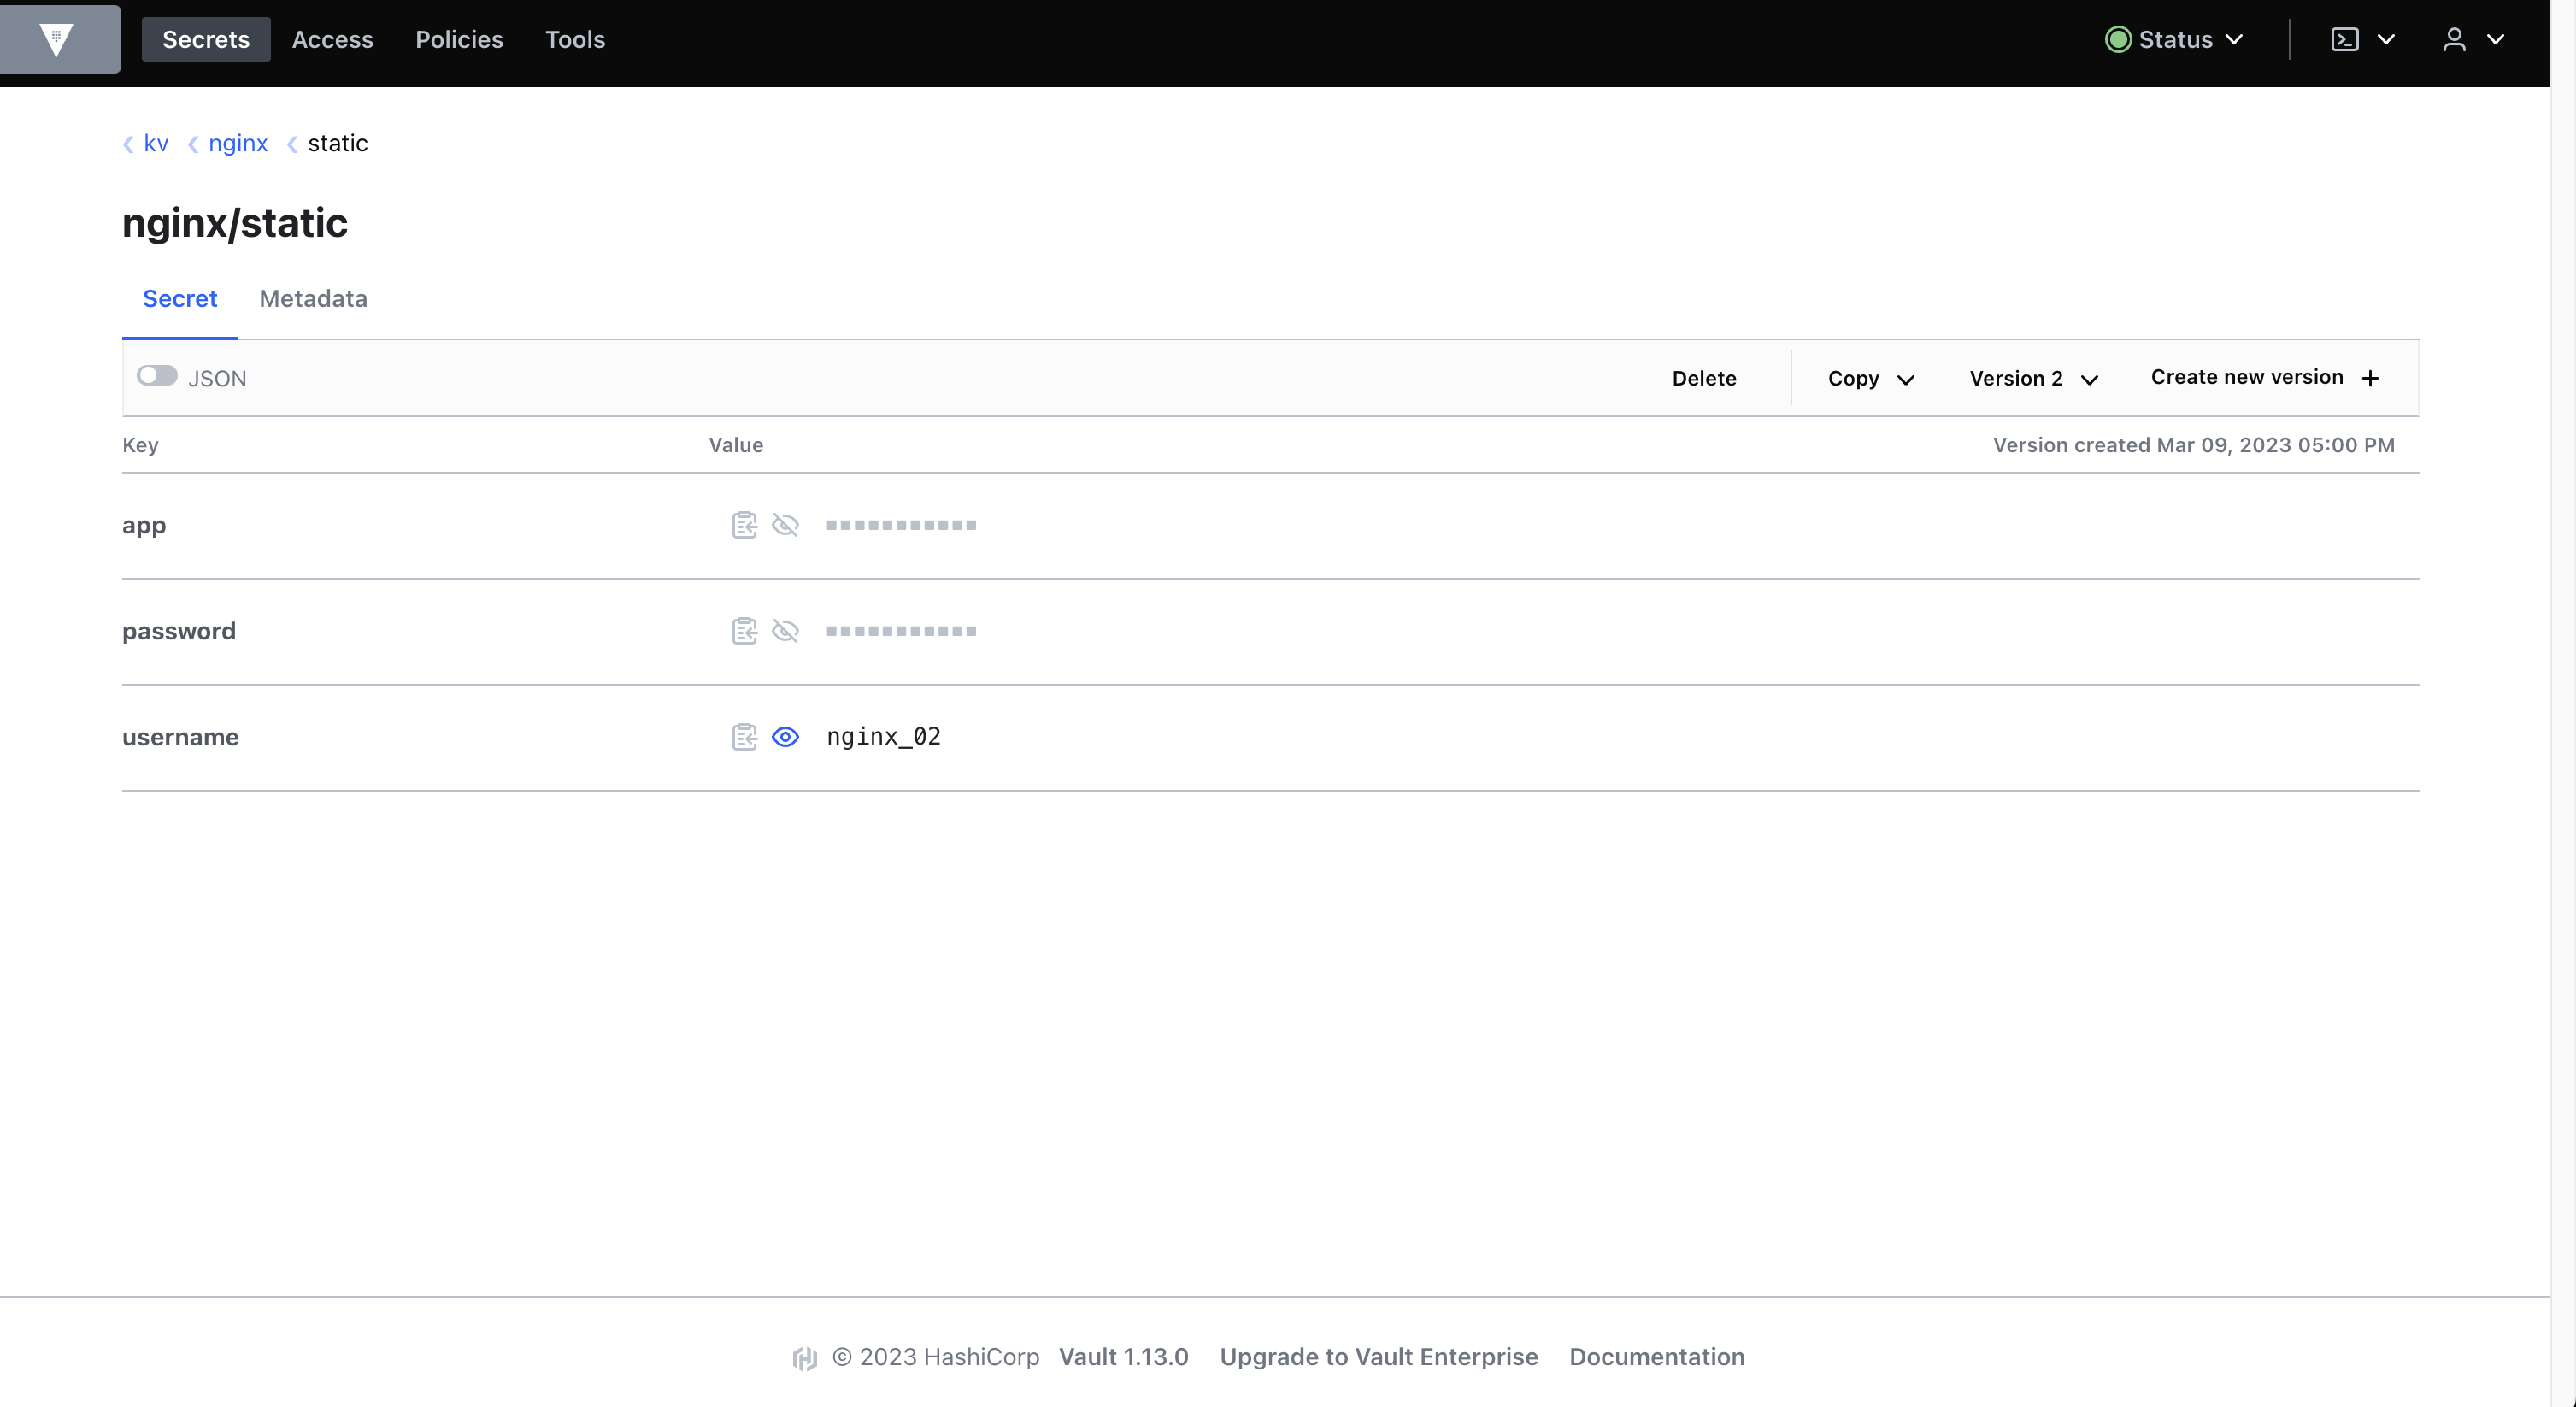 Secrets Access Policies Tools Status
kv nginx static
nginx/static
Secret Metadata
JSON Delete Copy Version 2 Create new version +
Key Value Version created Mar 09, 2023 05:00 PM
app
password
username nginx_02
© 2023 HashiCorp Vault 1.13.0 Upgrade to Vault Enterprise Documentation